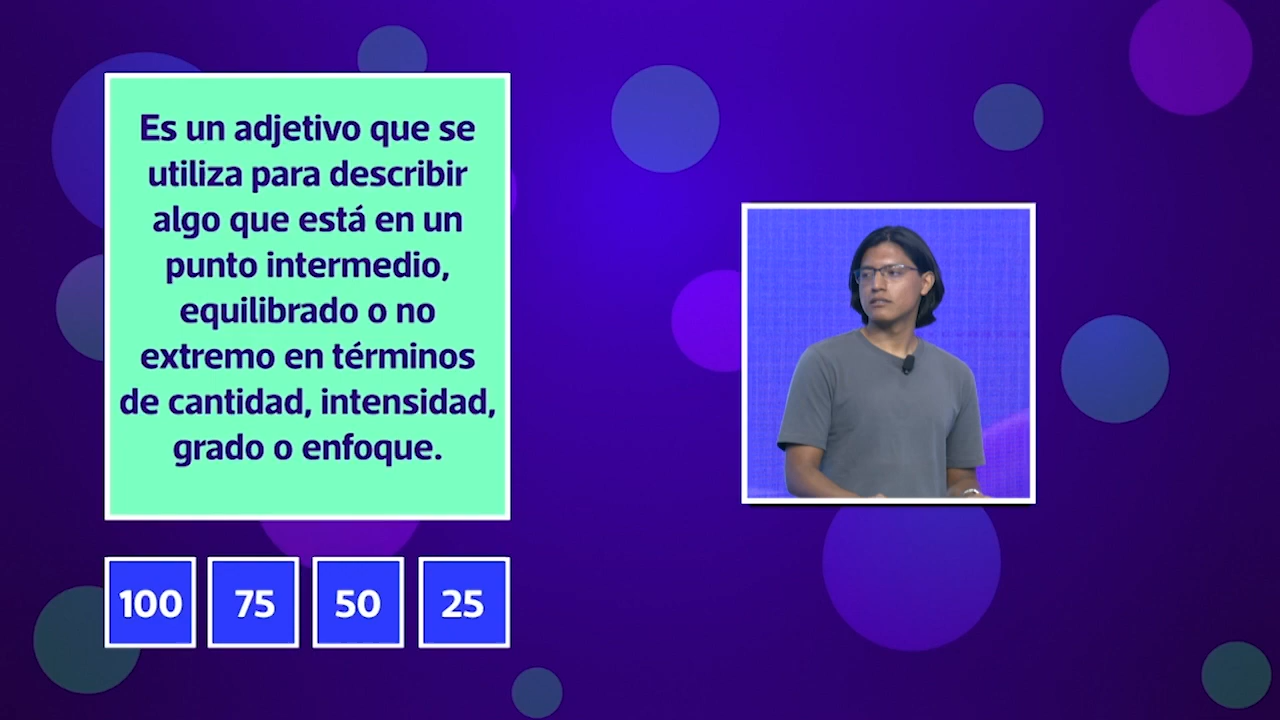 Es un adjetivo que se
utiliza para describir
algo que está en un
punto intermedio,
equilibrado o no
extremo en términos
de cantidad, intensidad,
grado o enfoque.
100 75 50 25